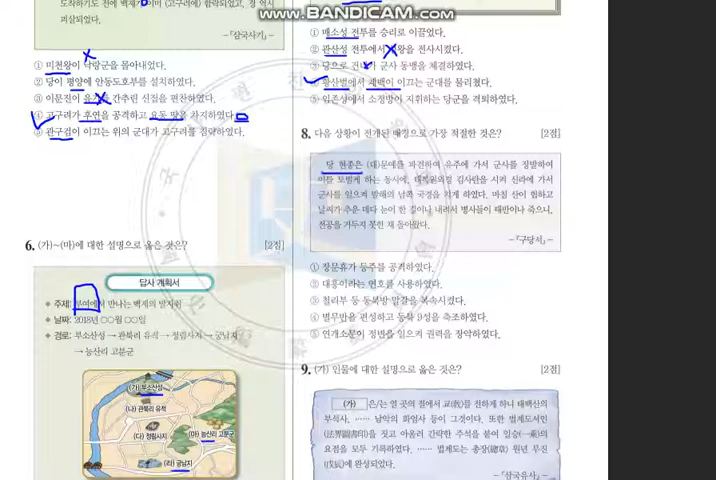 www.BANDICAM.com
도착하기도 전에 백제가 이미 (고구려에) 함락되었고, 경 역시
피살되었다.
-『삼국사기』
① 미천왕이 낙랑군을 몰아내었다.
② 당이 평양에 안동도호부를 설치하였다.
③ 이문진이 유기를 간추린 신집을 편찬하였다.
④ 고구려가 후연을 공격하고 요동 땅을 차지하였다.
⑤ 관구검이 이끄는 위의 군대가 고구려를 침략하였다.
6. (가)~(마)에 대한 설명으로 옳은 것은? [2점]
답사 계획서
◆ 주제: 부여에서 만나는 백제의 발자취
◆ 날짜: 2018년 ○○월 ○○일
◆ 경로: 부소산성 → 관북리 유적 → 정림사지 → 궁남지
→ 능산리 고분군
(가) 부소산성
(나) 관북리 유적
(다) 정림사지
(마) 능산리 고분군
(라) 궁남지
① 매소성 전투를 승리로 이끌었다.
② 관산성 전투에서 왕을 전사시켰다.
③ 당으로 건너가 군사 동맹을 체결하였다.
④ 황산벌에서 계백이 이끄는 군대를 물리쳤다.
⑤ 임존성에서 소정방이 지휘하는 당군을 격퇴하였다.
8. 다음 상황이 전개된 배경으로 가장 적절한 것은? [2점]
당 현종은 (대)문예를 파견하여 유주에 가서 군사를 징발하여
이를 토벌케 하는 동시에, 태복원외경 김사란을 시켜 신라에 가서
군사를 일으켜 발해의 남쪽 국경을 치게 하였다. 마침 산이 험하고
날씨가 추운 데다 눈이 한 길이나 내려서 병사들이 태반이나 죽으니,
전공을 거두지 못한 채 돌아왔다.
-『구당서』
① 장문휴가 등주를 공격하였다.
② 대흥이라는 연호를 사용하였다.
③ 철리부 등 동북방 말갈을 복속시켰다.
④ 별무반을 편성하고 동북 9성을 축조하였다.
⑤ 연개소문이 정변을 일으켜 권력을 장악하였다.
9. (가) 인물에 대한 설명으로 옳은 것은? [2점]
(가) 은/는 열 곳의 절에서 교(敎)를 전하게 하니 태백산의
부석사, …… 남악의 화엄사 등이 그것이다. 또한 법계도서인
(法界圖書印)을 짓고 아울러 간략한 주석을 붙여 일승(一乘)의
요점을 모두 기록하였다. …… 법계도는 총장(總章) 원년 무진
(戊辰)에 완성되었다.
-『삼국유사』